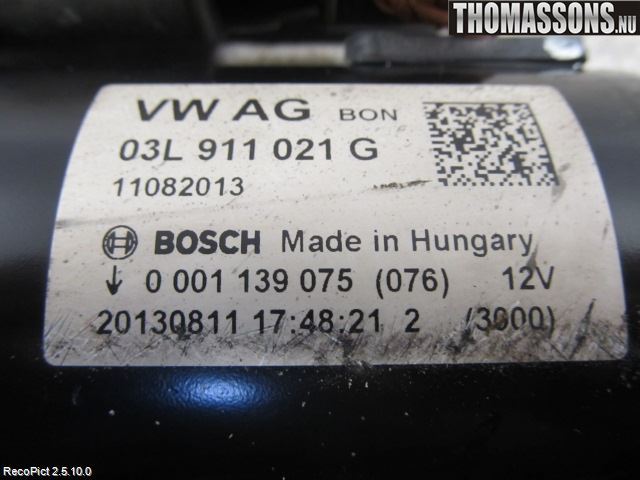 THOMASSONS.NU
VW AG BON
03L 911 021 G
11082013
BOSCH Made in Hungary
↓ 0 001 139 075 (076) 12V
20130811 17:48:21 2 (3000)
RecoPict 2.5.10.0